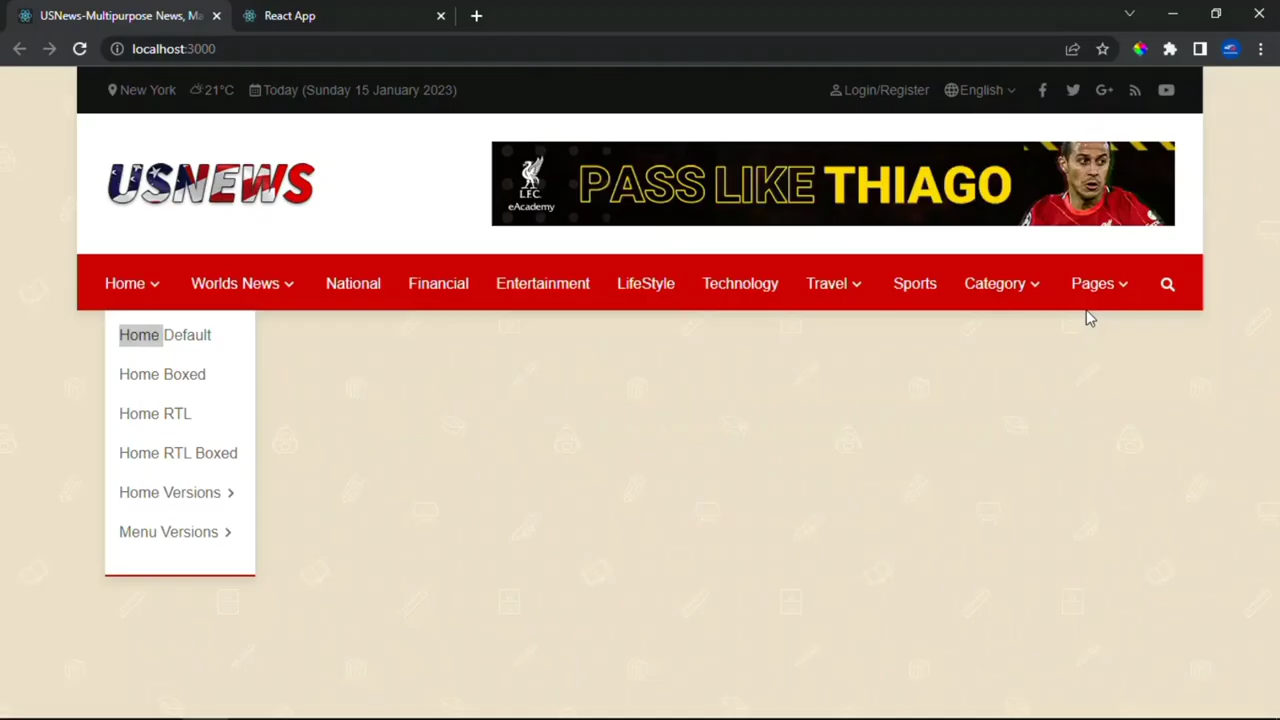 USNews-Multipurpose News, Ma
React App
localhost:3000
New York 21°C Today (Sunday 15 January 2023) Login/Register English
USNEWS
L.F.C.
eAcademy
PASS LIKE THIAGO
Home Worlds News National Financial Entertainment LifeStyle Technology Travel Sports Category Pages
Home Default
Home Boxed
Home RTL
Home RTL Boxed
Home Versions
Menu Versions